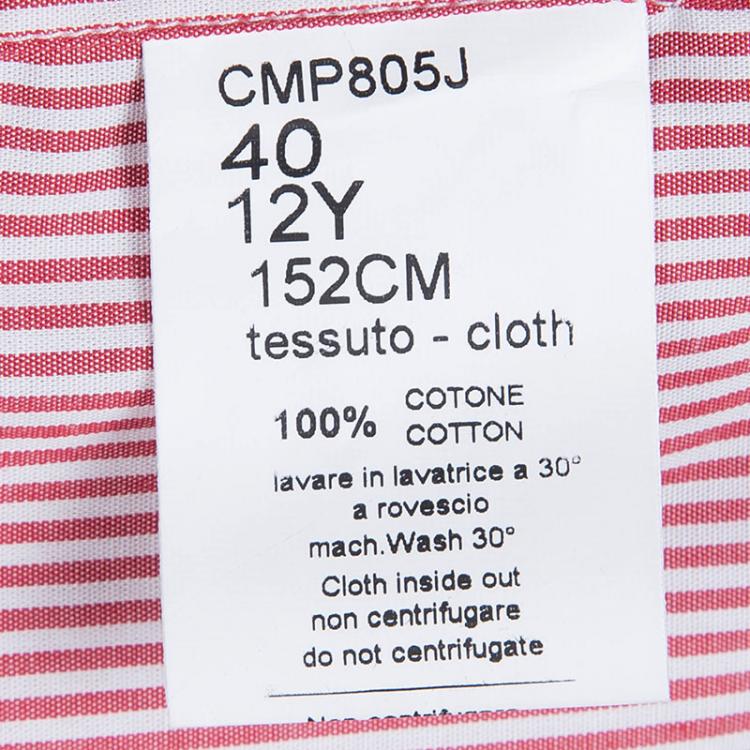 CMP805J
40
12Y
152CM
tessuto - cloth
100% COTONE
COTTON
lavare in lavatrice a 30°
a rovescio
mach.Wash 30°
Cloth inside out
non centrifugare
do not centrifugate